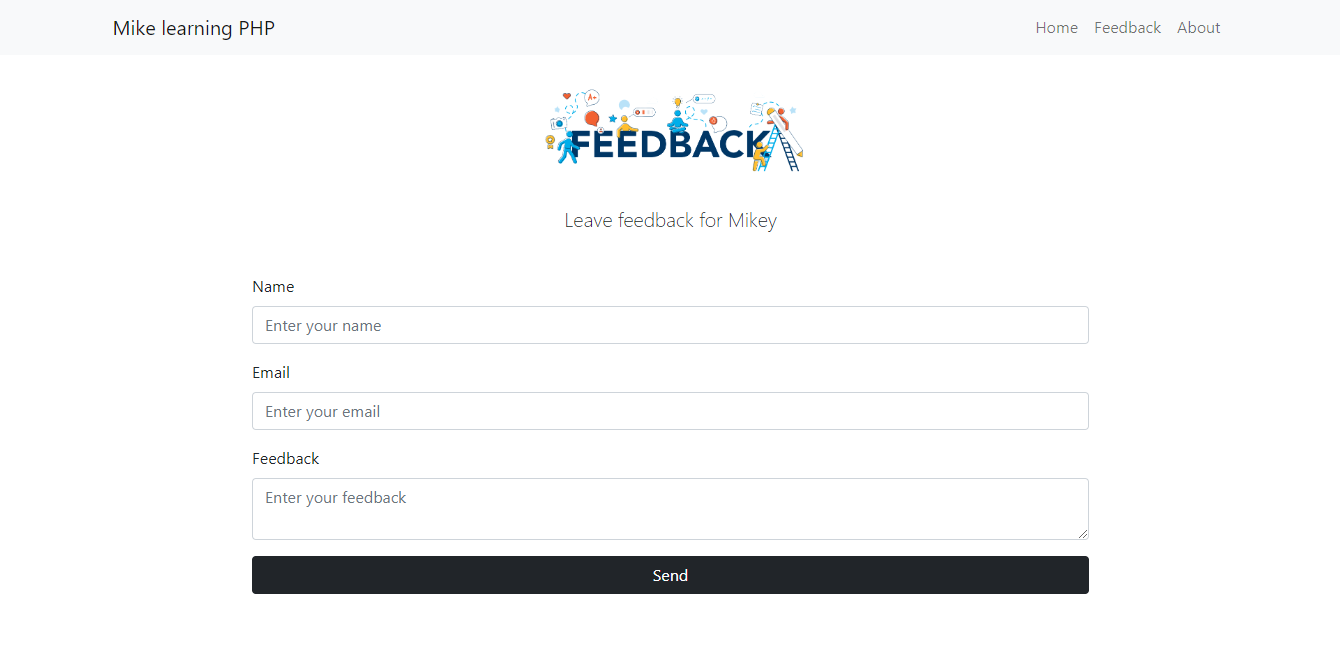 Mike learning PHP
Home Feedback About
A+
FEEDBACK
Leave feedback for Mikey
Name
Enter your name
Email
Enter your email
Feedback
Enter your feedback
Send